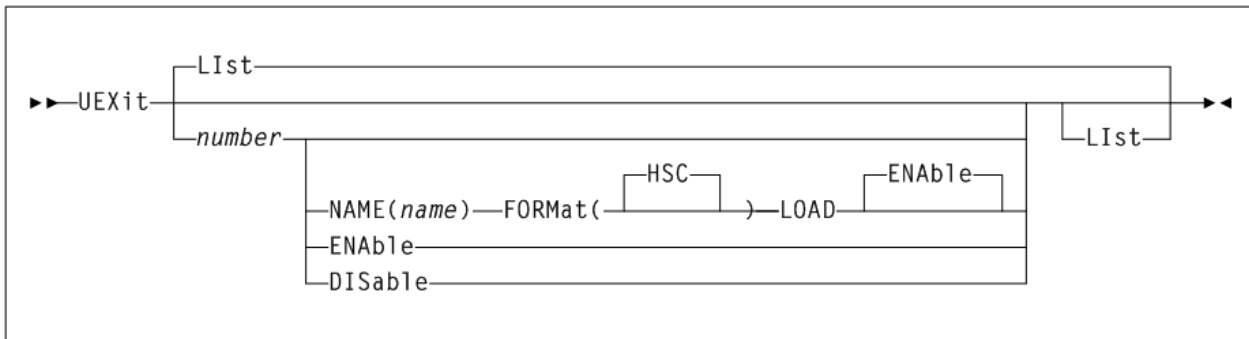 LIst
►►─UEXit
number
LIst
►◄
HSC
ENAble
NAME(name)─FORMat( )─LOAD
ENAble
DISable